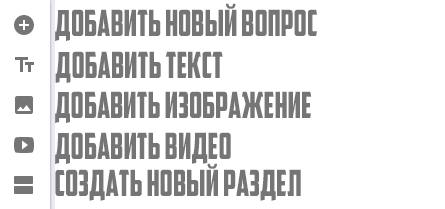 ДОБАВИТЬ НОВЫЙ ВОПРОС
ДОБАВИТЬ ТЕКСТ
ДОБАВИТЬ ИЗОБРАЖЕНИЕ
ДОБАВИТЬ ВИДЕО
СОЗДАТЬ НОВЫЙ РАЗДЕЛ